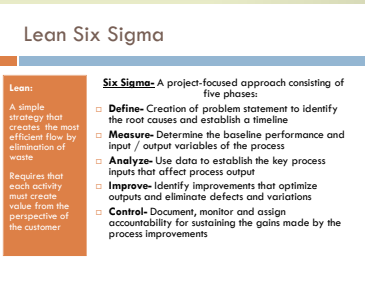 Lean Six Sigma
Lean:
A simple
strategy that
creates the most
efficient flow by
elimination of
waste
Requires that
each activity
must create
value from the
perspective of
the customer
Six Sigma- A project-focused approach consisting of
five phases:
Define- Creation of problem statement to identify
the root causes and establish a timeline
Measure- Determine the baseline performance and
input / output variables of the process
Analyze- Use data to establish the key process
inputs that affect process output
Improve- Identify improvements that optimize
outputs and eliminate defects and variations
Control- Document, monitor and assign
accountability for sustaining the gains made by the
process improvements